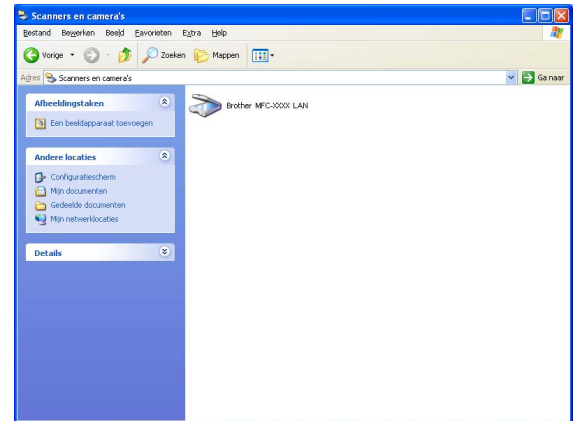 Scanners en camera's
Bestand Bewerken Beeld Favorieten Extra Help
Vorige Zoeken Mappen
Adres Scanners en camera's Ga naar
Afbeeldingstaken
Een beeldapparaat toevoegen
Andere locaties
Configuratiescherm
Mijn documenten
Gedeelde documenten
Mijn netwerklocaties
Details
Brother MFC-XXXX LAN